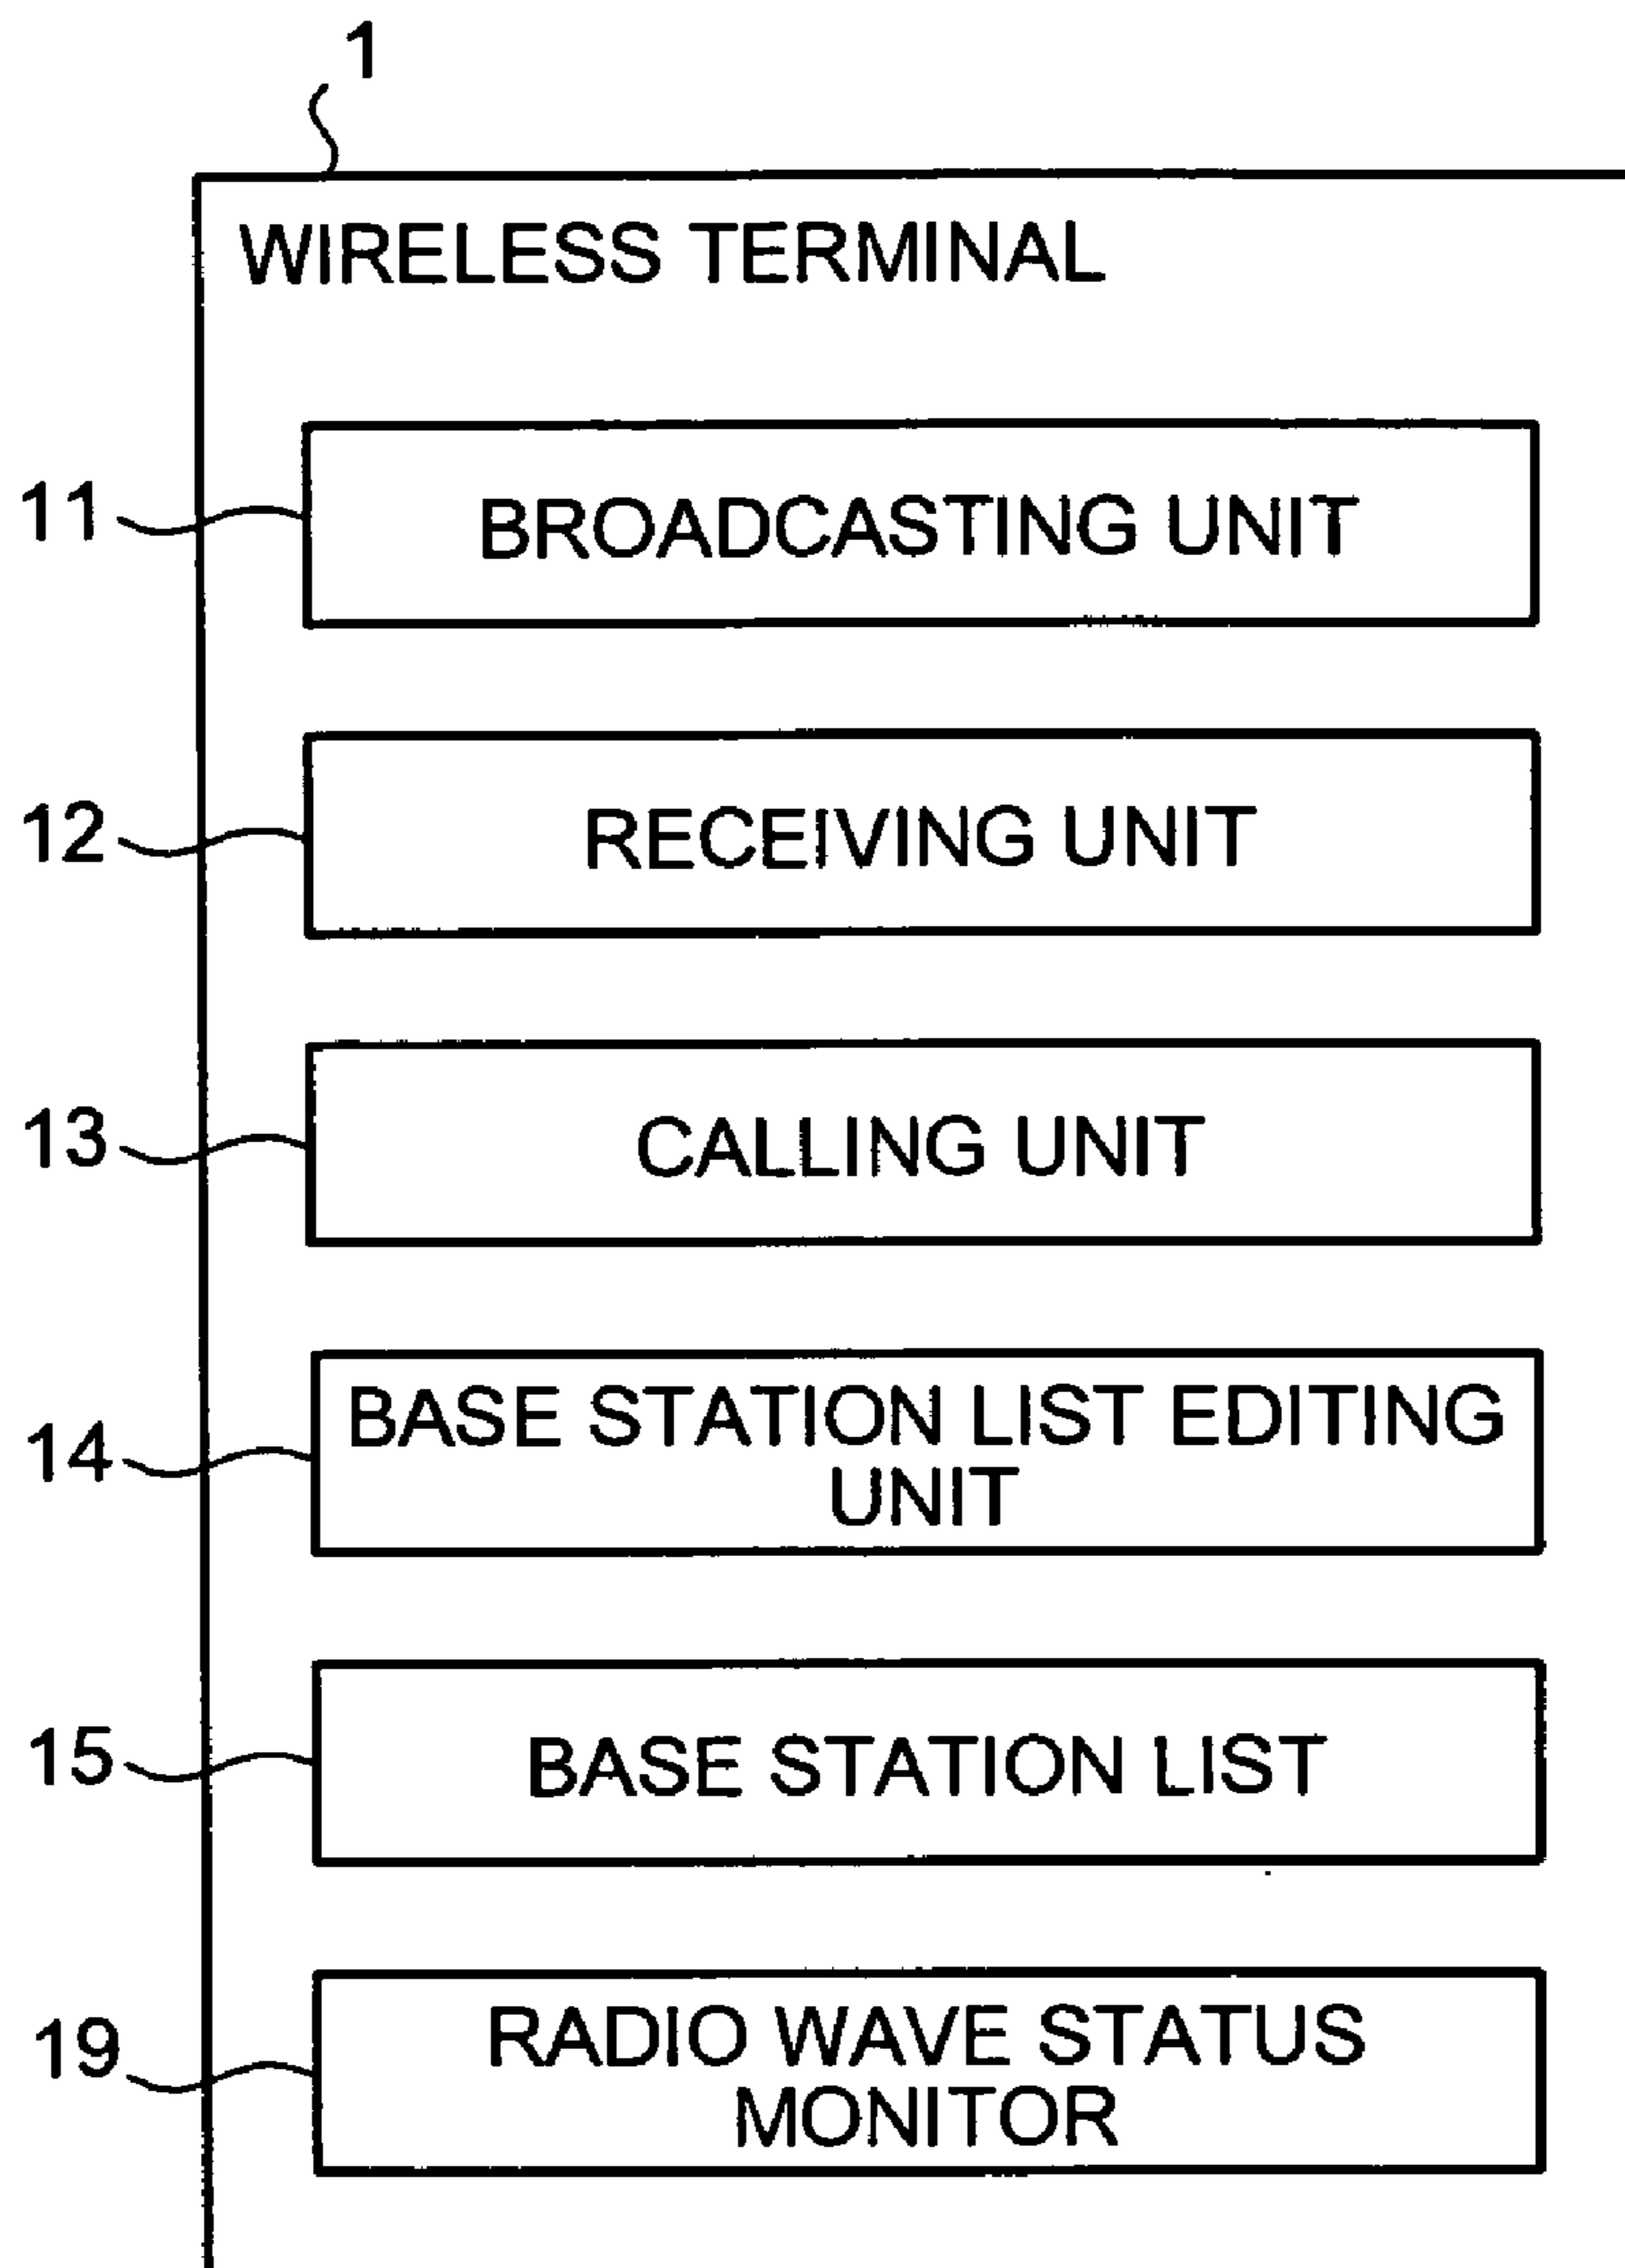 1
WIRELESS TERMINAL
11
BROADCASTING UNIT
12
RECEIVING UNIT
13
CALLING UNIT
14
BASE STATION LIST EDITING
UNIT
15
BASE STATION LIST
19
RADIO WAVE STATUS
MONITOR